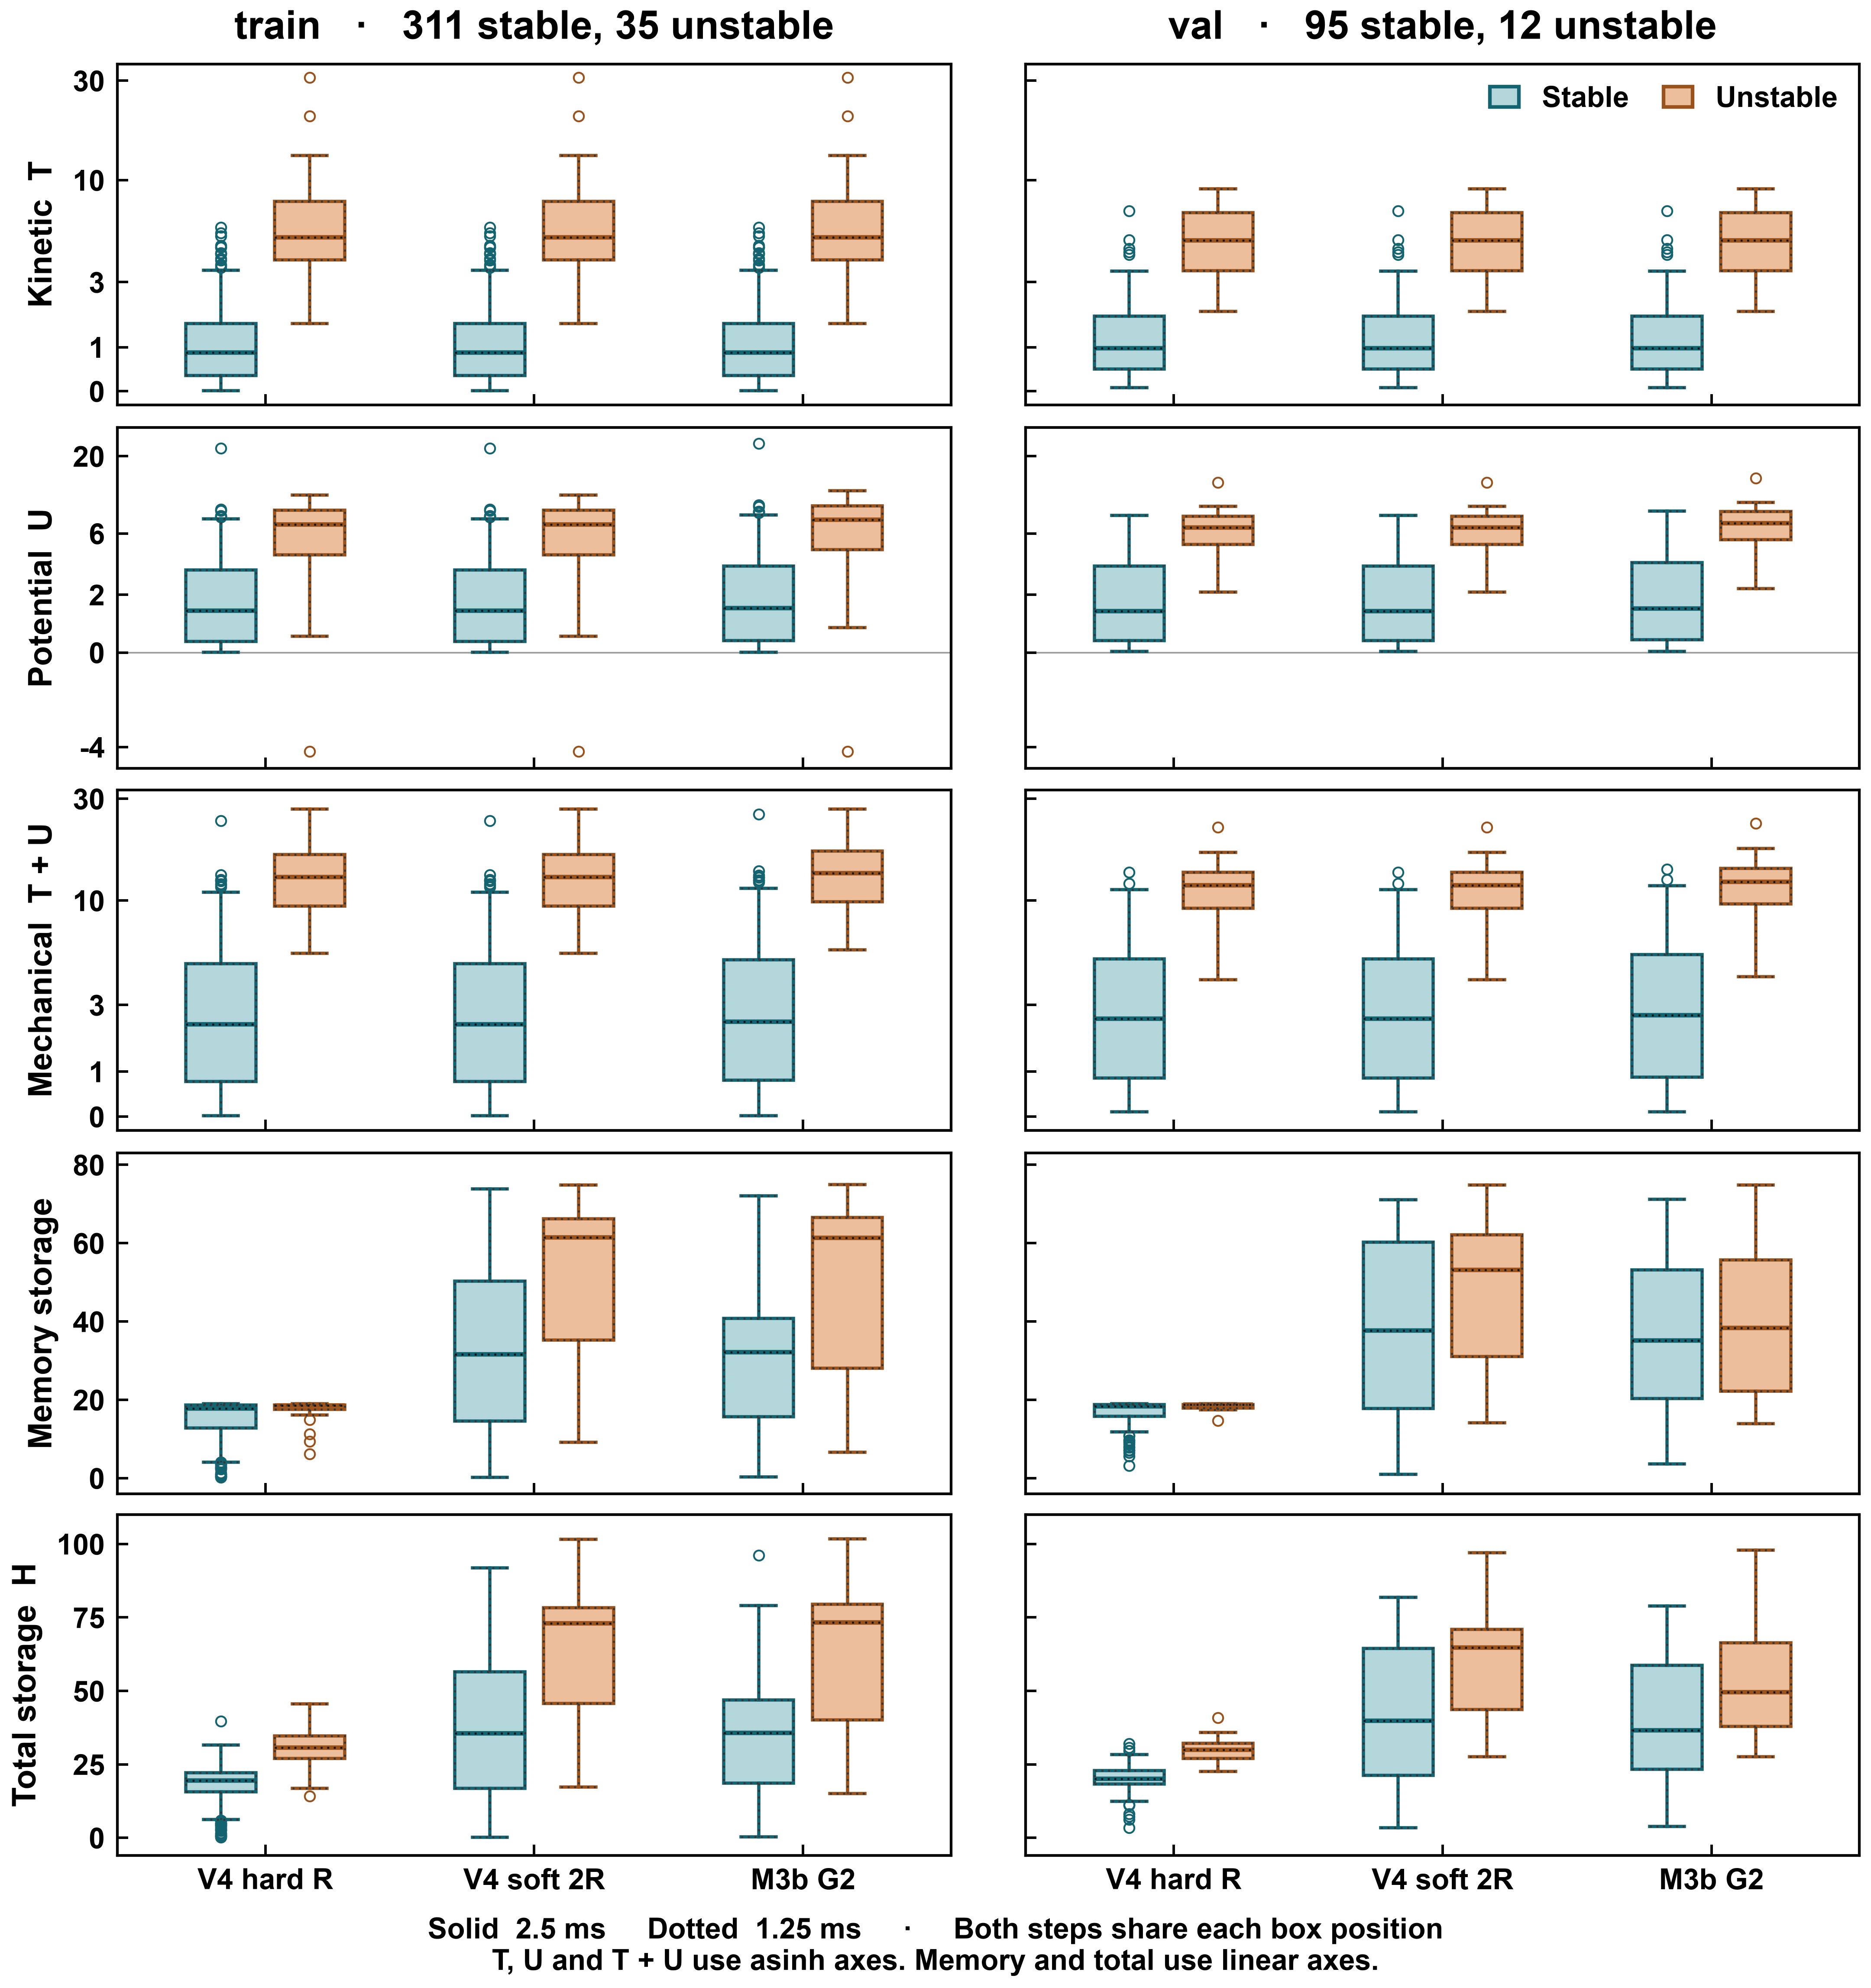 train · 311 stable, 35 unstable
val · 95 stable, 12 unstable
Kinetic T
30
10
3
1
0
Stable
Unstable
Potential U
20
6
2
0
-4
Mechanical T + U
30
10
3
1
0
Memory storage
80
60
40
20
0
Total storage H
100
75
50
25
0
V4 hard R
V4 soft 2R
M3b G2
V4 hard R
V4 soft 2R
M3b G2
Solid 2.5 ms Dotted 1.25 ms · Both steps share each box position
T, U and T + U use asinh axes. Memory and total use linear axes.